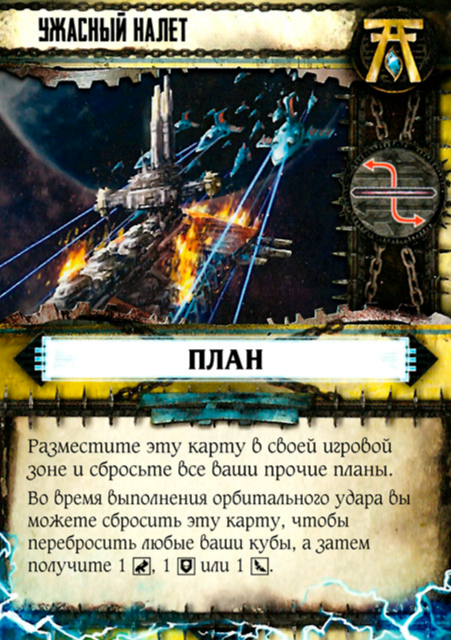 УЖАСНЫЙ НАЛЕТ
ПЛАН
Разместите эту карту в своей игровой
зоне и сбросьте все ваши прочие планы.
Во время выполнения орбитального удара вы
можете сбросить эту карту, чтобы
перебросить любые ваши кубы, а затем
получите 1 , 1 или 1 .